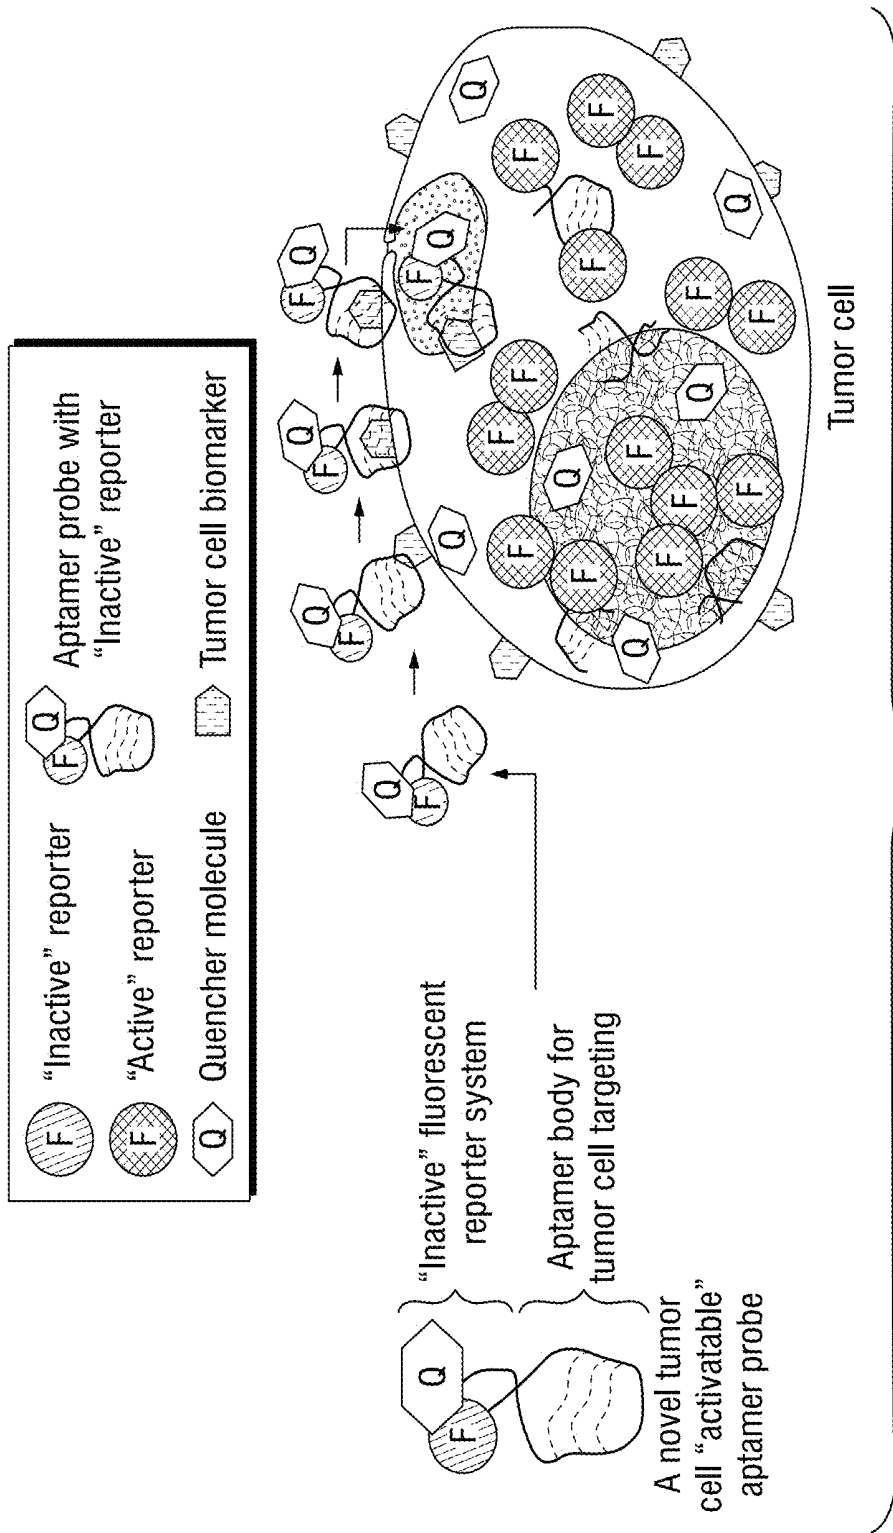 F "Inactive" reporter
Q F Aptamer probe with
"Inactive" reporter
F "Active" reporter
Q Quencher molecule
Tumor cell biomarker
Q
F
"Inactive" fluorescent
reporter system
Aptamer body for
tumor cell targeting
A novel tumor
cell "activatable"
aptamer probe
Q
F
Q
F
Q
F
Q
F
F Q
Q
Q
F
F
F
F
F
F
F
F
F
F
F
F
F
F
Q
Q
Q
Q
Tumor cell